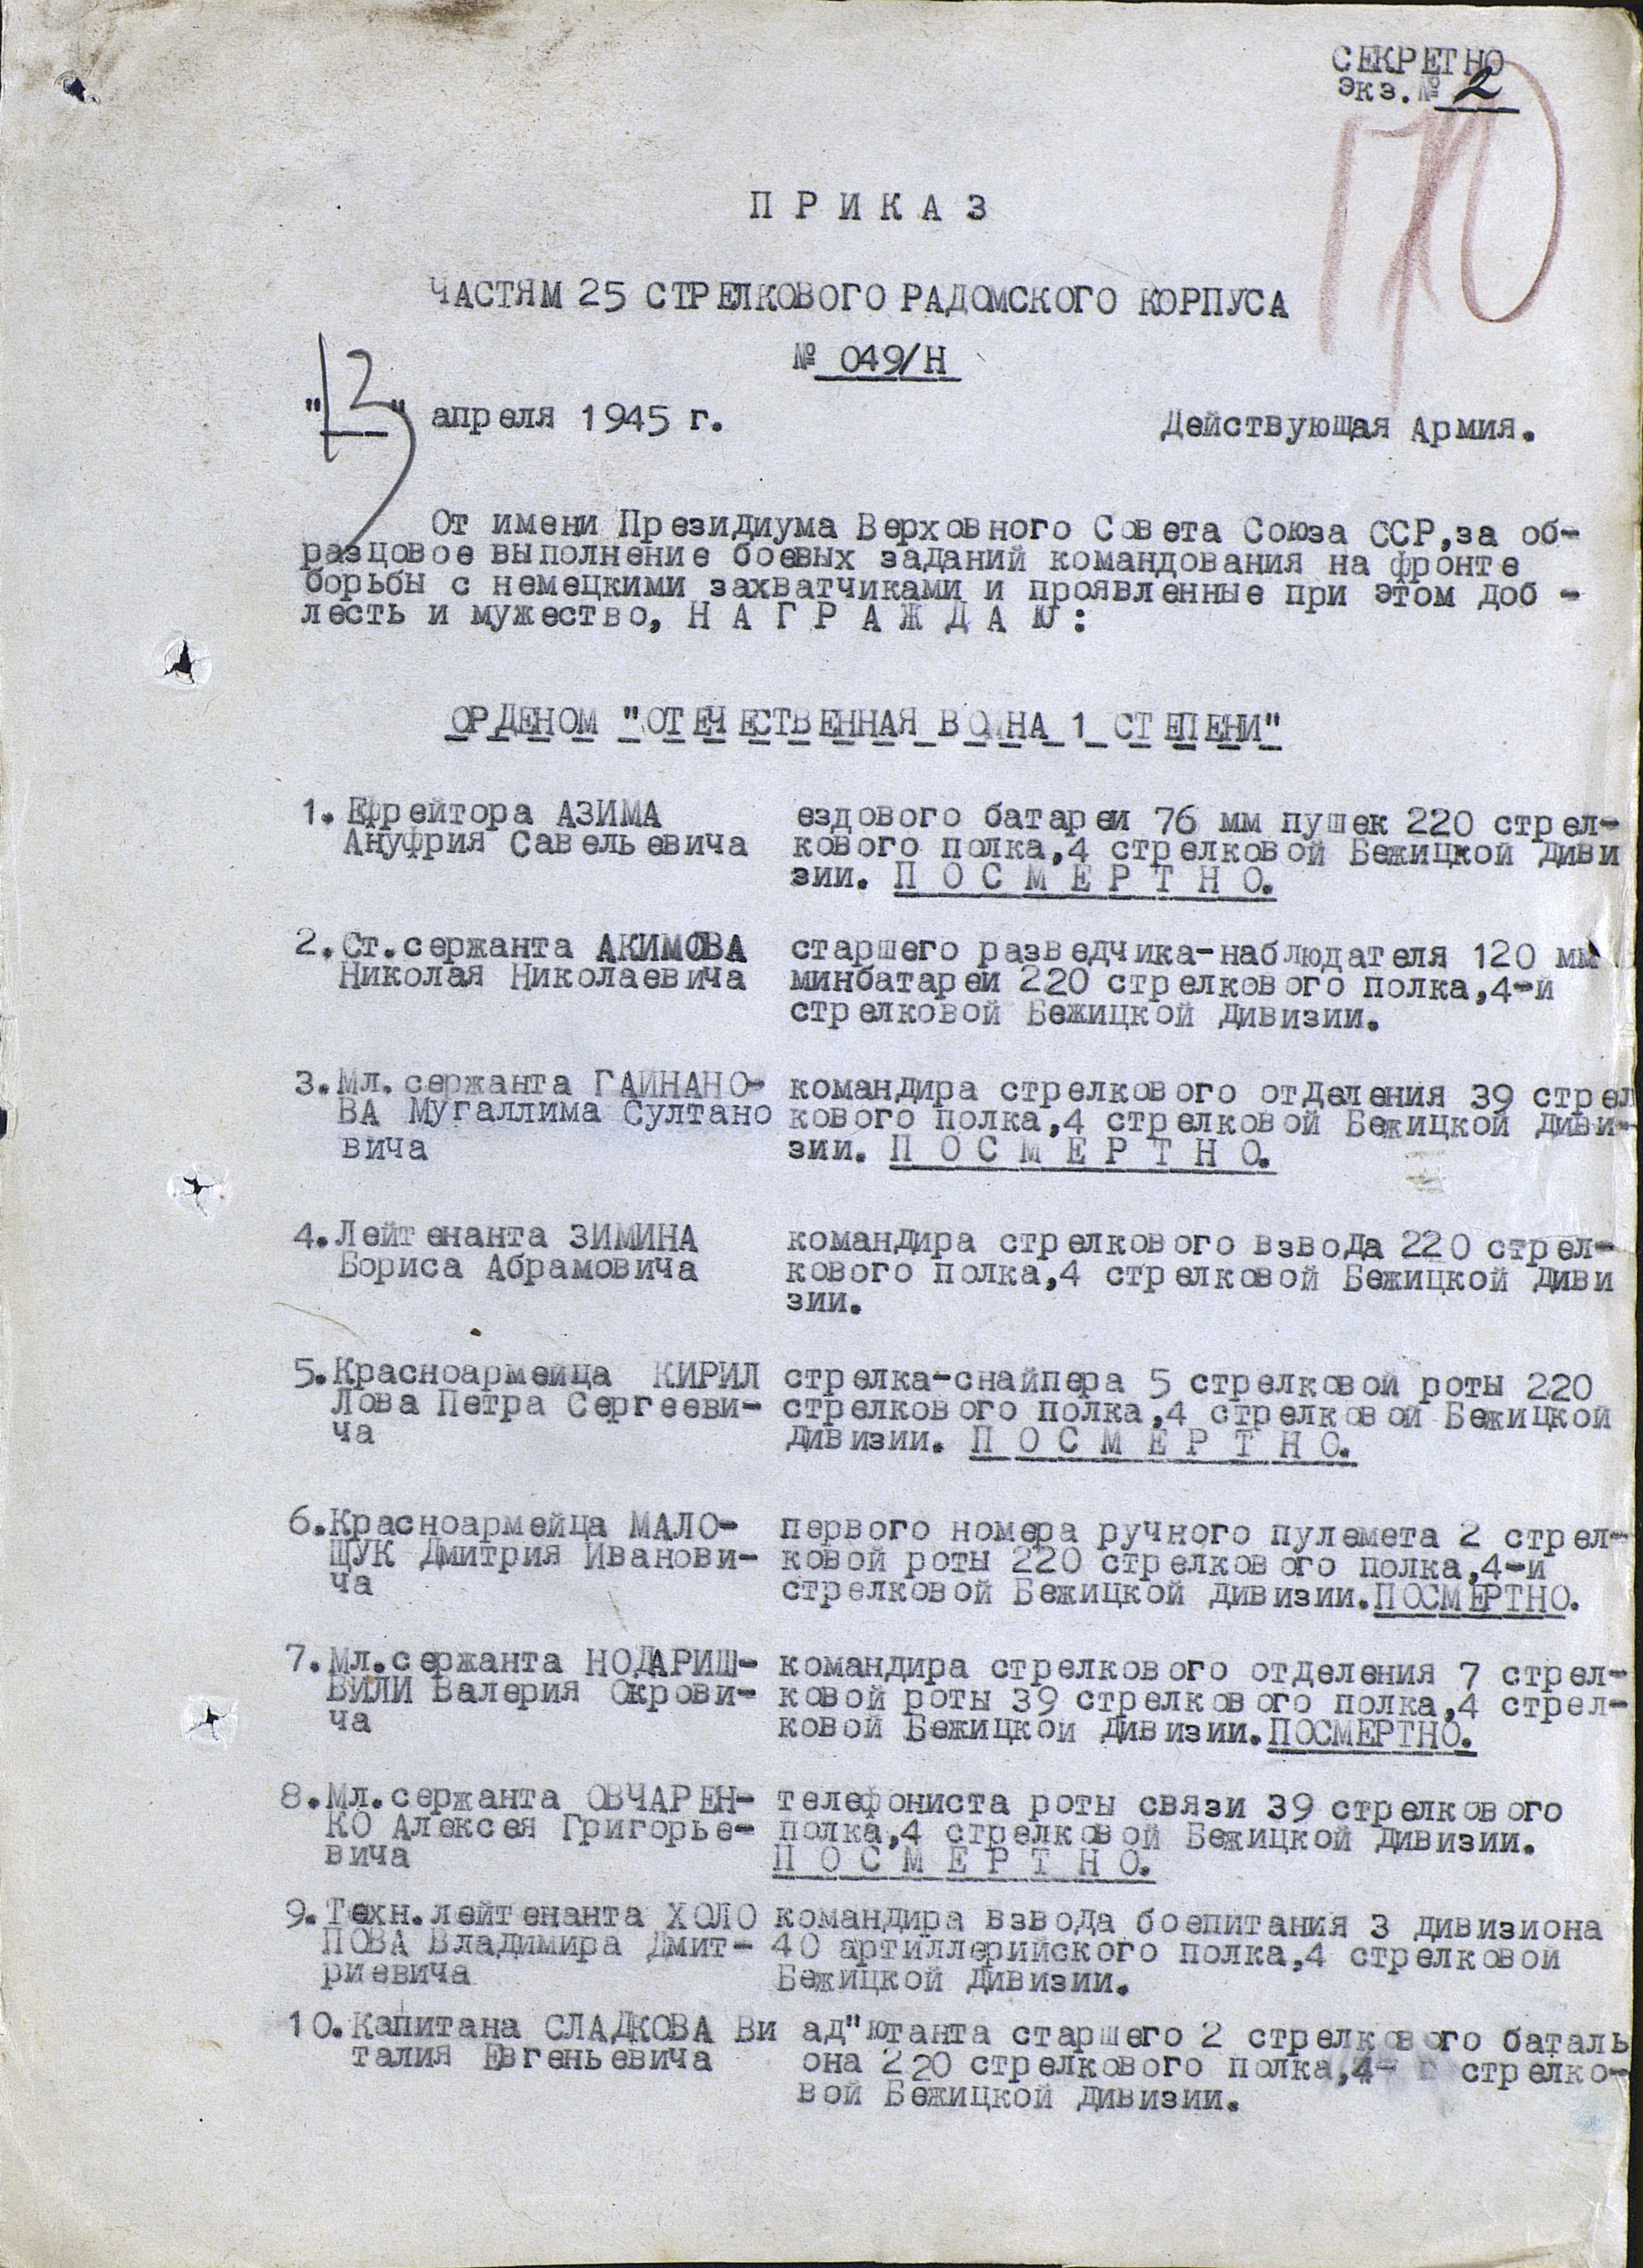 СЕКРЕТНО
Экз.№ 2
170
П Р И К А З
ЧАСТЯМ 25 СТРЕЛКОВОГО РАДОМСКОГО КОРПУСА
№ 049/Н
"13" апреля 1945 г.
Действующая Армия.
От имени Президиума Верховного Совета Союза ССР,за об-
разцовое выполнение боевых заданий командования на фронте
борьбы с немецкими захватчиками и проявленные при этом доб -
лесть и мужество, Н А Г Р А Ж Д А Ю :
ОРДЕНОМ "ОТЕЧЕСТВЕННАЯ ВОЙНА 1 СТЕПЕНИ"
1. Ефрейтора АЗИМА
Ануфрия Савельевича
ездового батареи 76 мм пушек 220 стрел-
кового полка,4 стрелковой Бежицкой Диви
зии. П О С М Е Р Т Н О.
2. Ст.сержанта АКИМОВА
Николая Николаевича
старшего разведчика-наблюдателя 120 мм
минбатареи 220 стрелкового полка,4-й
стрелковой Бежицкой Дивизии.
3. Мл. сержанта ГАЙНАНО-
ВА Мугаллима Султано
вича
командира стрелкового отделения 39 стрел
кового полка,4 стрелковой Бежицкой Диви-
зии. П О С М Е Р Т Н О.
4. Лейтенанта ЗИМИНА
Бориса Абрамовича
командира стрелкового взвода 220 стрел-
кового полка,4 стрелковой Бежицкой Диви
зии.
5. Красноармейца КИРИЛ
Лова Петра Сергееви-
ча
стрелка-снайпера 5 стрелковой роты 220
стрелкового полка,4 стрелковой Бежицкой
дивизии. П О С М Е Р Т Н О.
6. Красноармейца МАЛО-
ЩУК Дмитрия Иванови-
ча
первого номера ручного пулемета 2 стрел-
ковой роты 220 стрелкового полка,4-й
стрелковой Бежицкой дивизии.ПОСМЕРТНО.
7. Мл.сержанта НОДАРИШ-
ВИЛИ Валерия Окрови-
ча
командира стрелкового отделения 7 стрел-
ковой роты 39 стрелкового полка,4 стрел-
ковой Бежицкой Дивизии.ПОСМЕРТНО.
8. Мл.сержанта ОВЧАРЕН-
КО Алексея Григорье-
вича
телефониста роты связи 39 стрелкового
полка,4 стрелковой Бежицкой Дивизии.
П О С М Е Р Т Н О.
9. Техн.лейтенанта ХОЛО
ПОВА Владимира Дмит-
риевича
командира взвода боепитания 3 дивизиона
40 артиллерийского полка,4 стрелковой
Бежицкой Дивизии.
10. Капитана СЛАДКОВА Ви
талия Евгеньевича
ад"ютанта старшего 2 стрелкового баталь
она 220 стрелкового полка,4- стрелко-
вой Бежицкой дивизии.